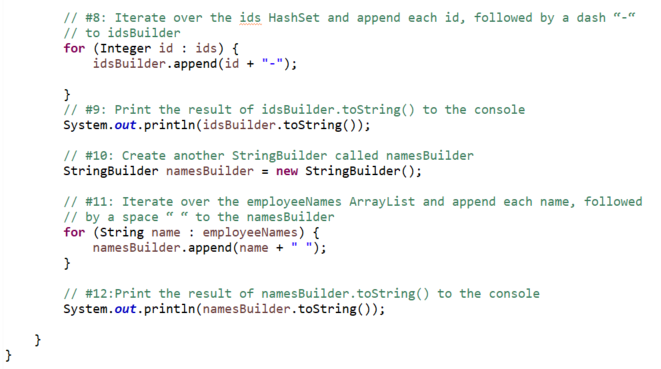 // #8: Iterate over the ids HashSet and append each id, followed by a dash “-“
// to idsBuilder
for (Integer id : ids) {
idsBuilder.append(id + "-");
}
// #9: Print the result of idsBuilder.toString() to the console
System.out.println(idsBuilder.toString());
// #10: Create another StringBuilder called namesBuilder
StringBuilder namesBuilder = new StringBuilder();
// #11: Iterate over the employeeNames ArrayList and append each name, followed
// by a space “ “ to the namesBuilder
for (String name : employeeNames) {
namesBuilder.append(name + " ");
}
// #12:Print the result of namesBuilder.toString() to the console
System.out.println(namesBuilder.toString());
}
}